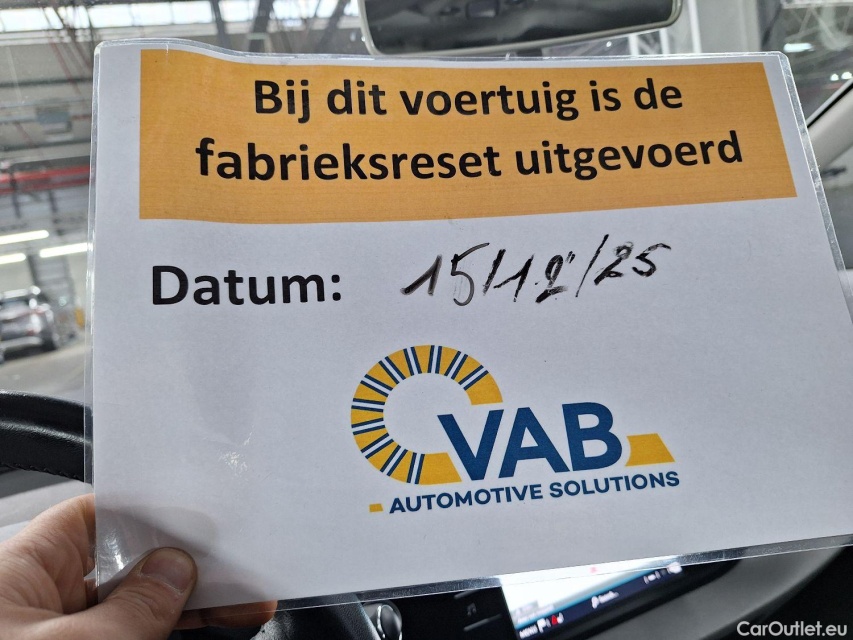 Bij dit voertuig is de
fabrieksreset uitgevoerd
Datum: 15/12/25
VAB
AUTOMOTIVE SOLUTIONS
CarOutlet.eu